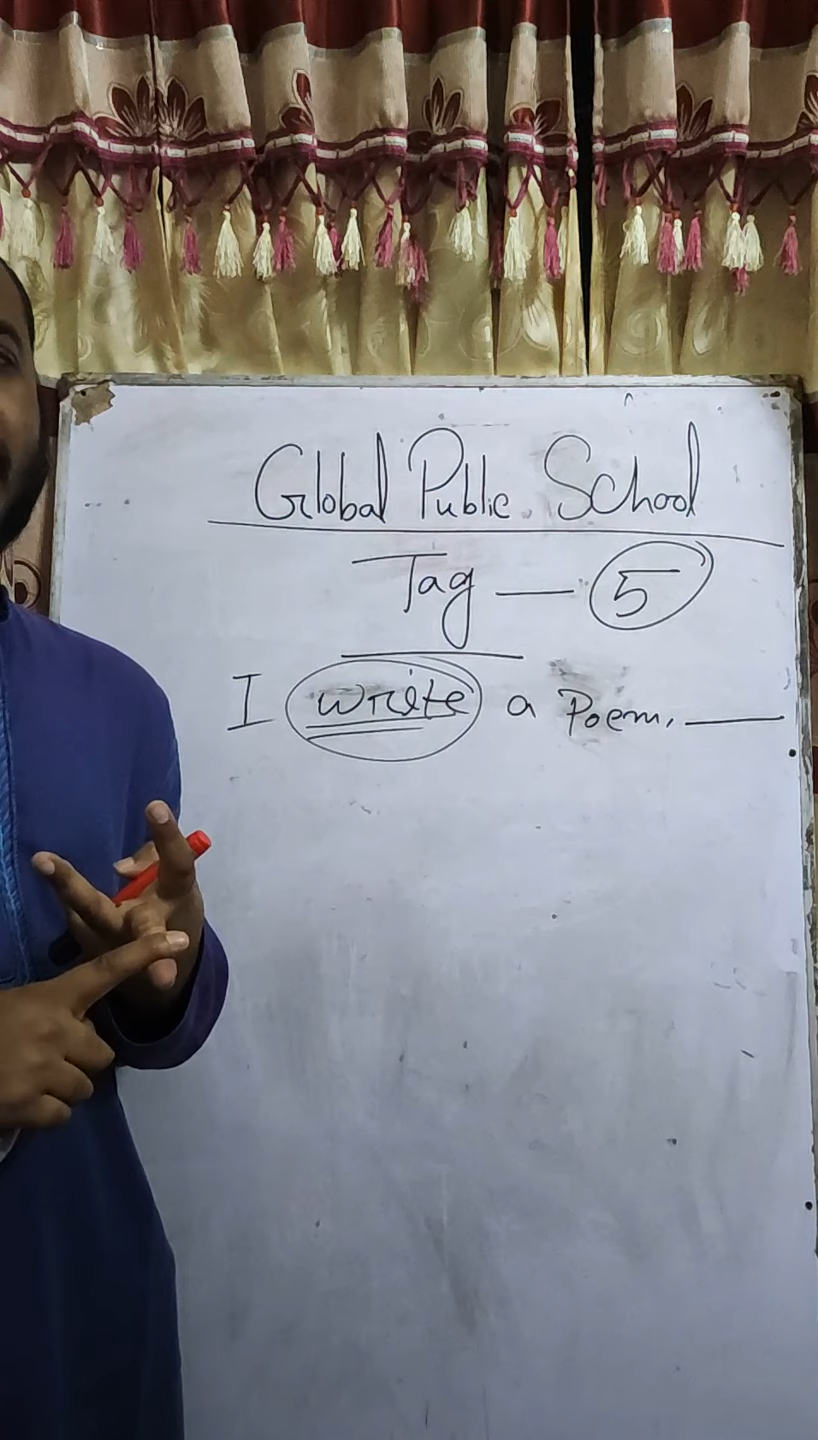 Global Public School
Tag — 5
I write a Poem, ___